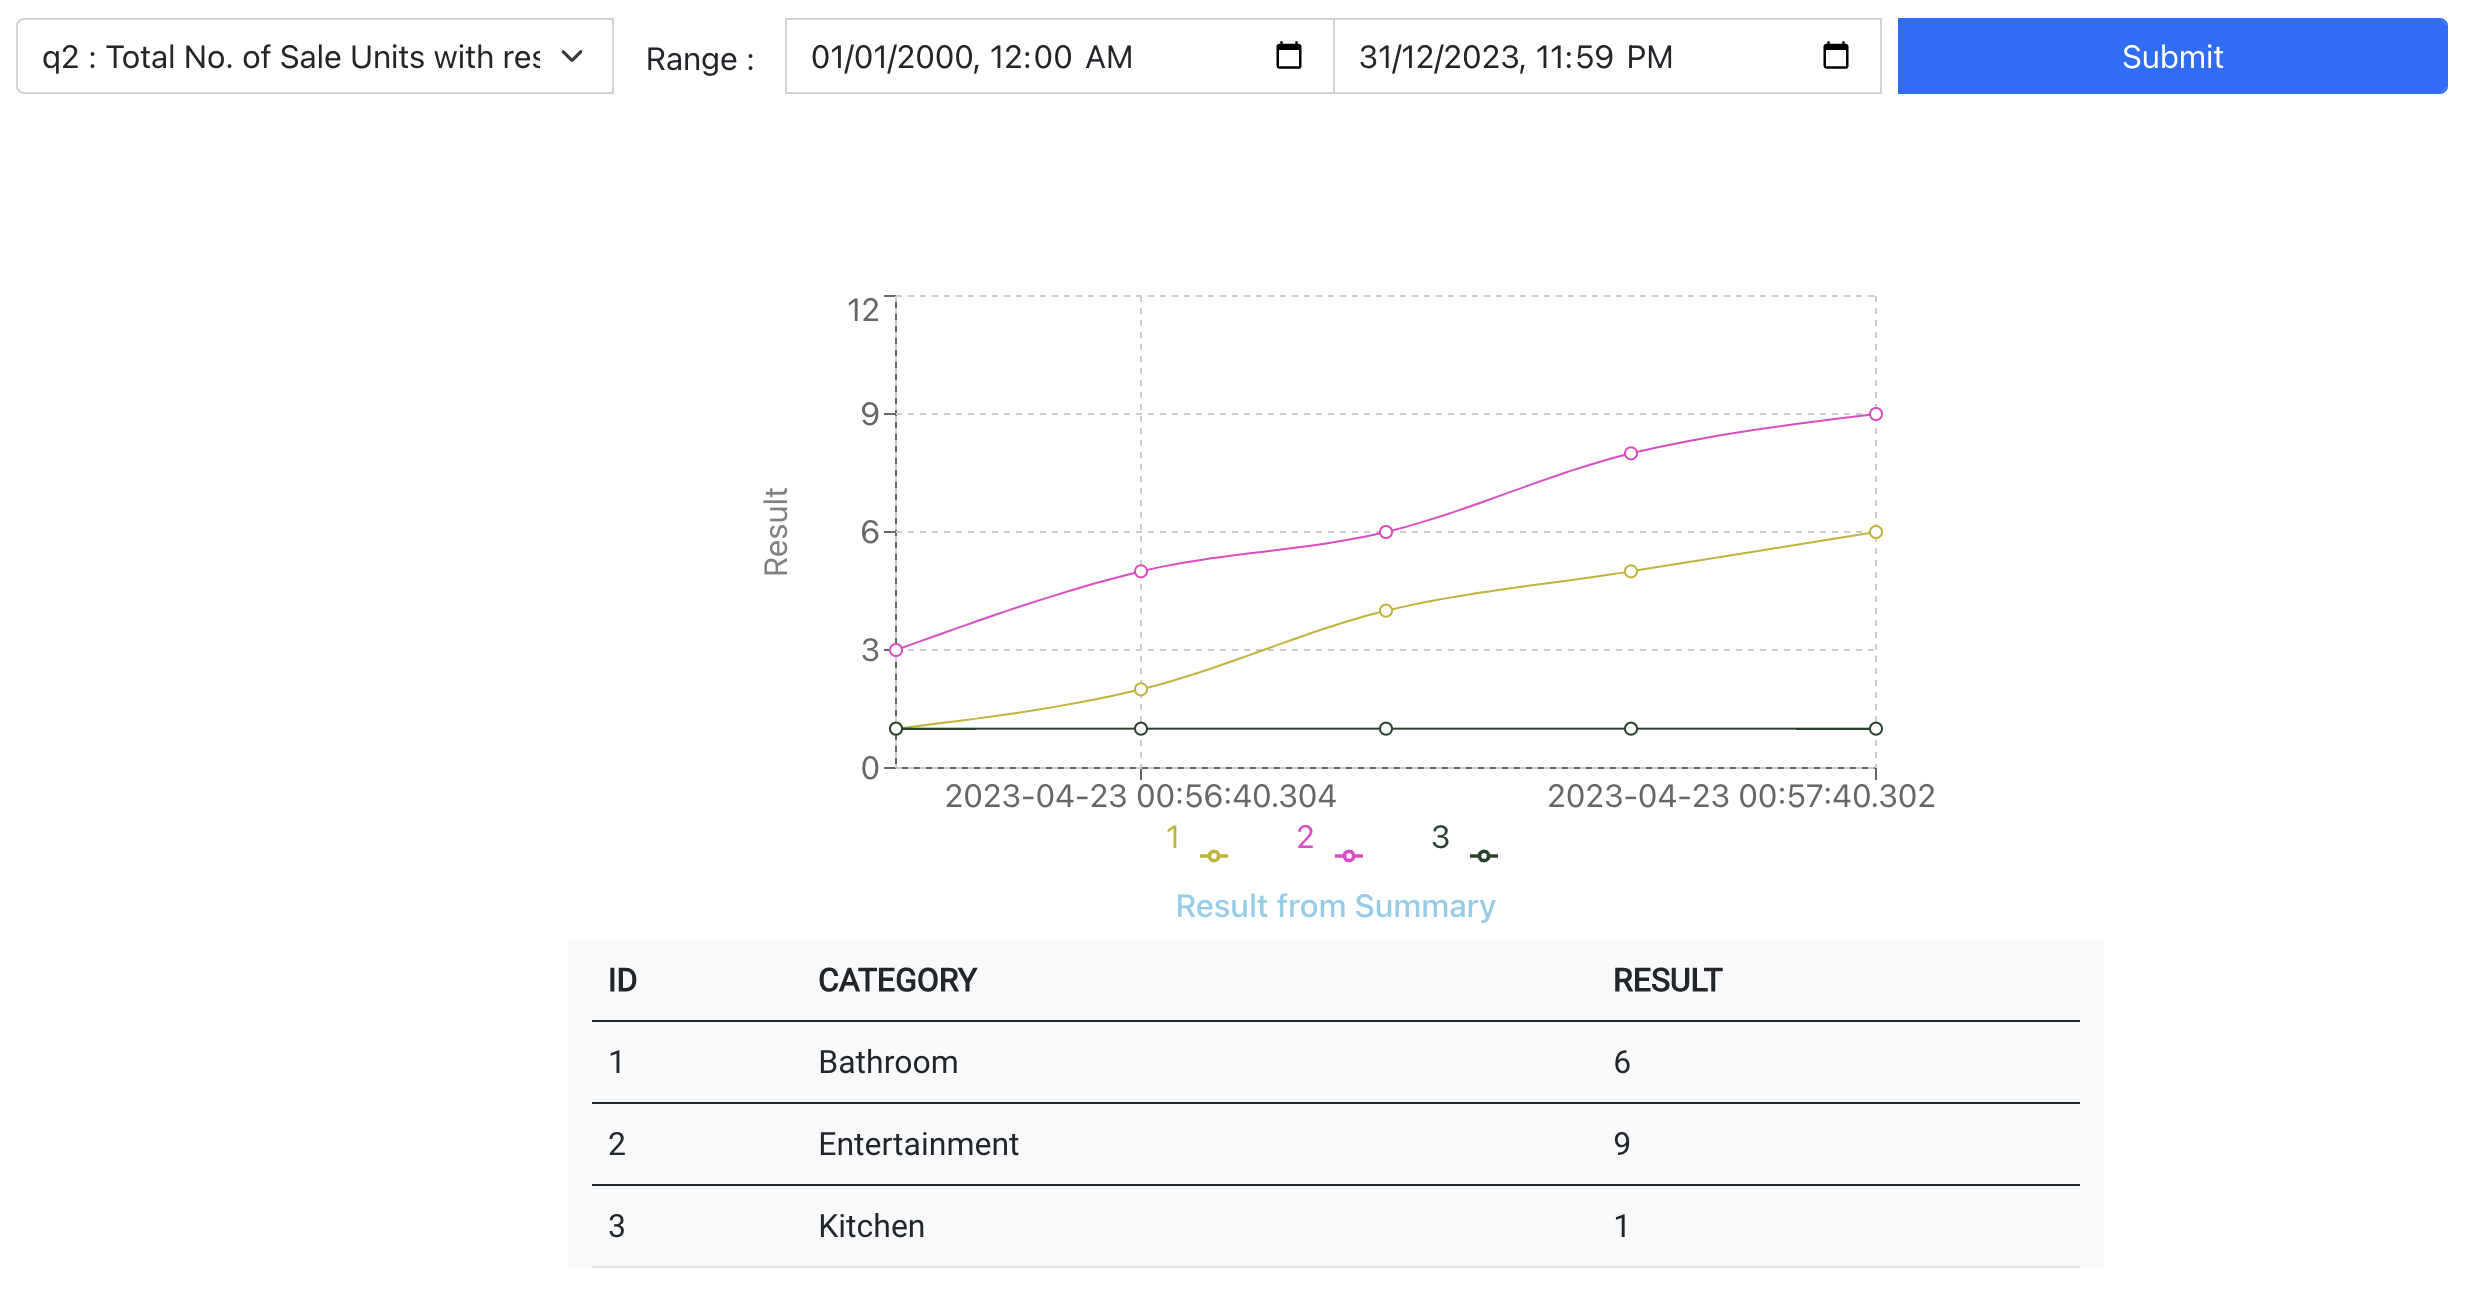 q2 : Total No. of Sale Units with res
Range :
01/01/2000, 12:00 AM
31/12/2023, 11:59 PM
Submit
12
9
6
3
0
Result
2023-04-23 00:56:40.304
2023-04-23 00:57:40.302
1 2 3
Result from Summary
ID CATEGORY RESULT
1 Bathroom 6
2 Entertainment 9
3 Kitchen 1